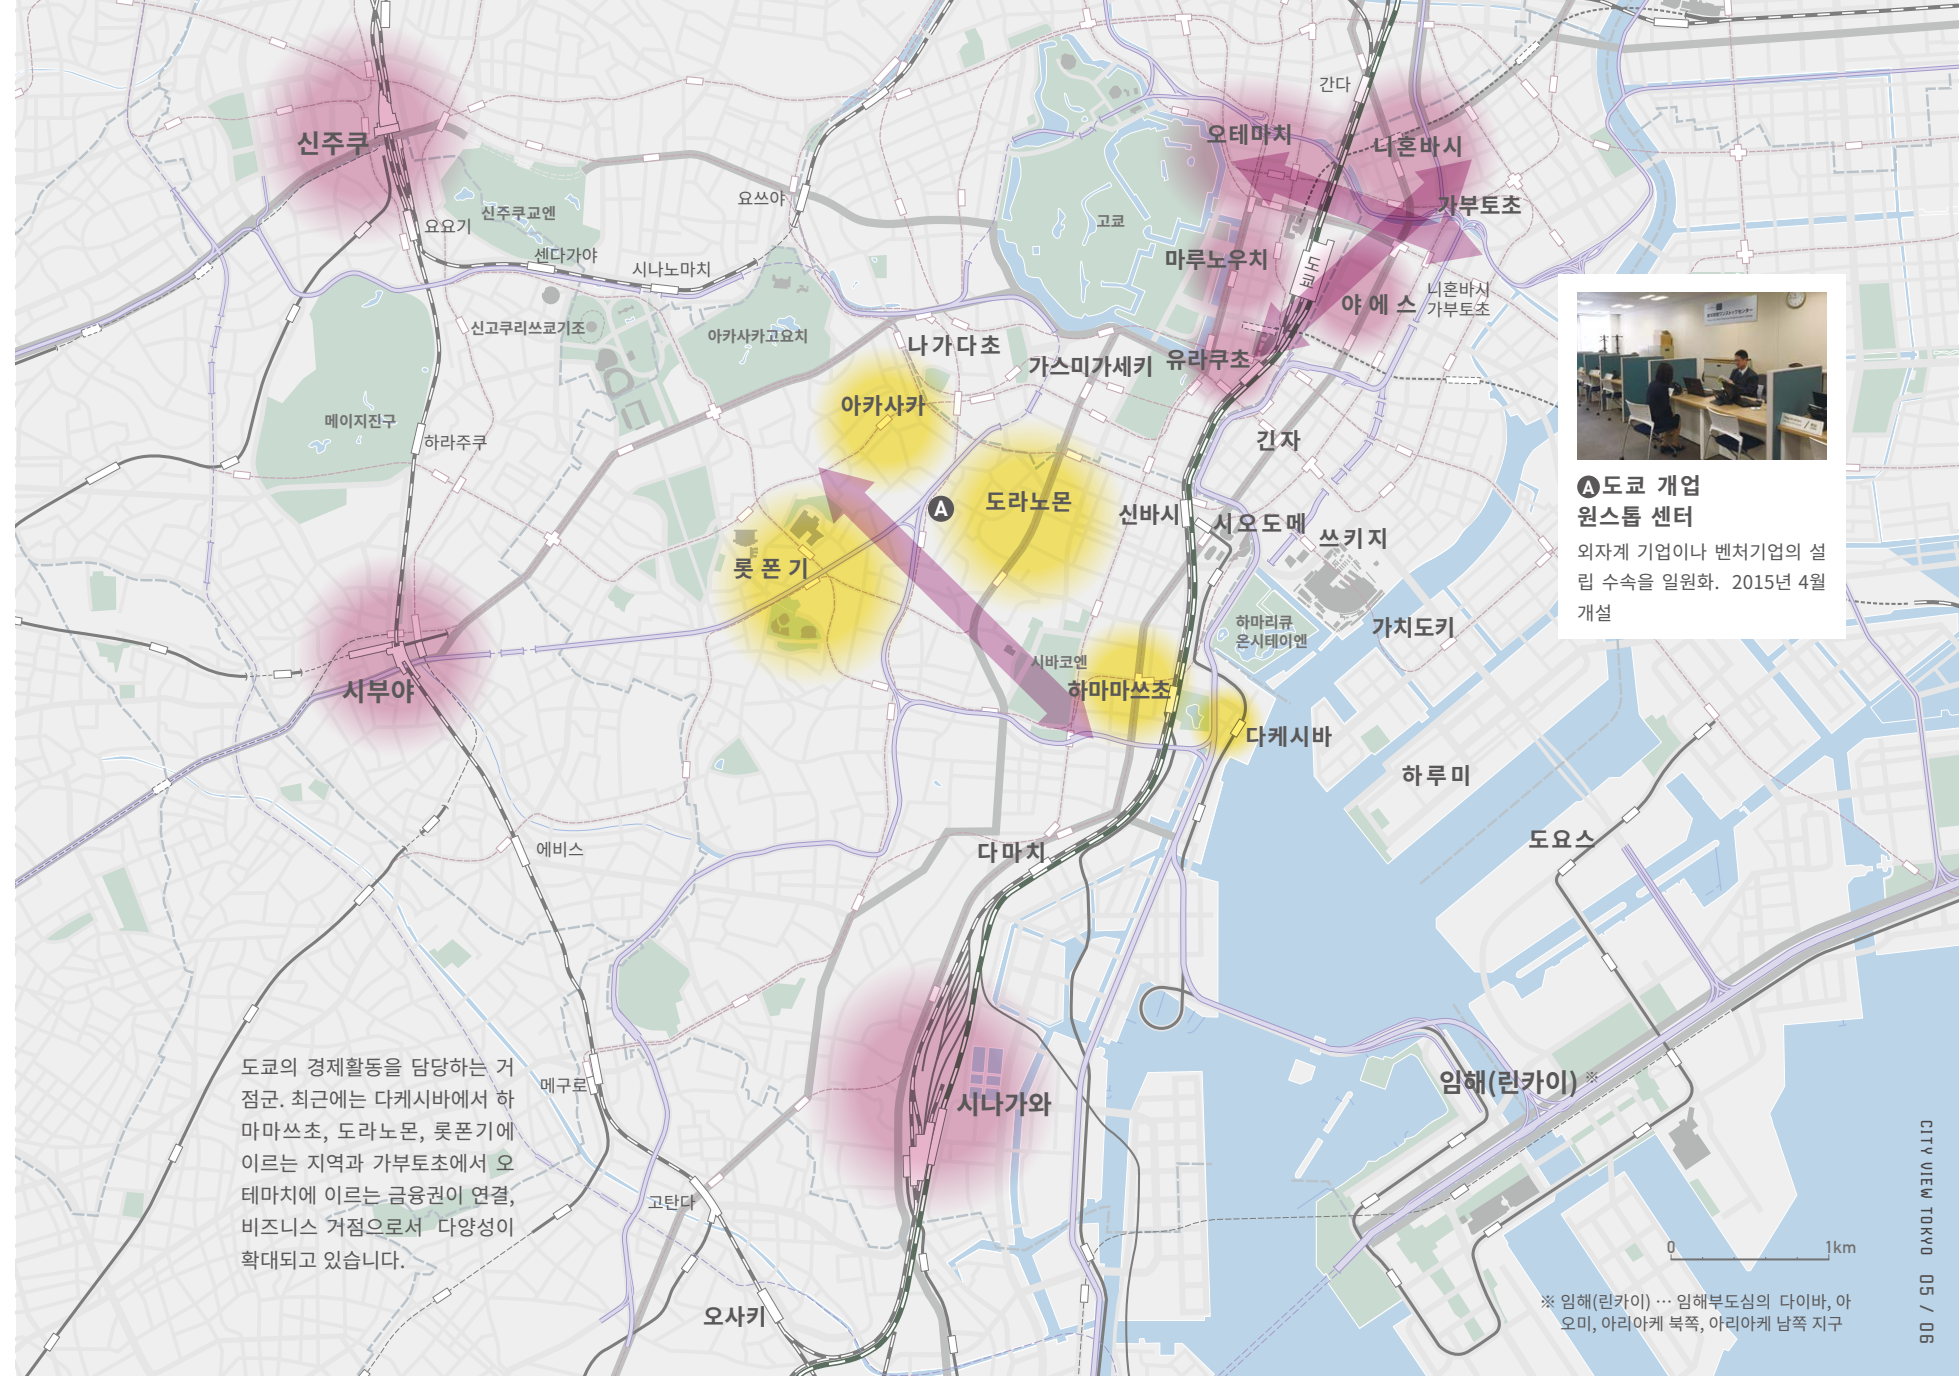 간다
오테마치
니혼바시
신주쿠
요쓰야
가부토초
신주쿠교엔
고쿄
요요기
센다가야
시나노마치
마루노우치
도쿄
야에스
니혼바시
가부토초
신고쿠리쓰쿄기조
아카사카고요치
나가다초
가스미가세키
유라쿠초
아카사카
메이지진구
하라주쿠
긴자
A
도라노몬
신바시
시오도메
쓰키지
롯폰기
하마리큐
온시테이엔
가치도키
시바코엔
하마마쓰초
시부야
다케시바
하루미
도요스
에비스
다마치
메구로
시나가와
임해(린카이) ※
고탄다
오사키
A도쿄 개업
원스톱 센터
외자계 기업이나 벤처기업의 설
립 수속을 일원화. 2015년 4월
개설
도쿄의 경제활동을 담당하는 거
점군. 최근에는 다케시바에서 하
마마쓰초, 도라노몬, 롯폰기에
이르는 지역과 가부토초에서 오
테마치에 이르는 금융권이 연결,
비즈니스 거점으로서 다양성이
확대되고 있습니다.
0 1km
※ 임해(린카이) … 임해부도심의 다이바, 아
오미, 아리아케 북쪽, 아리아케 남쪽 지구
CITY VIEW TOKYO 05 / 06